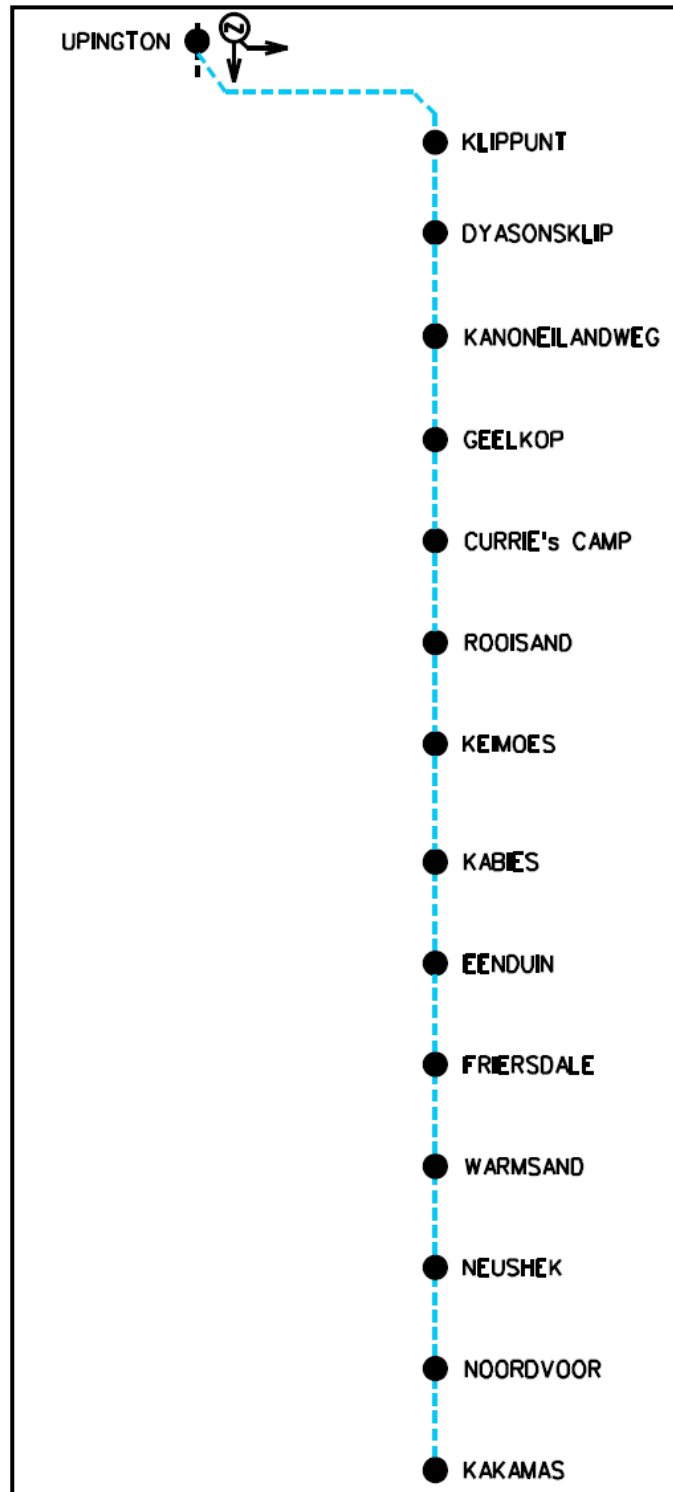 UPINGTON
N
KLIPPUNT
DYASONSKLIP
KANONEILANDWEG
GEELKOP
CURRIE's CAMP
ROOISAND
KEIMOES
KABIES
EENDUIN
FRIERSDALE
WARMSAND
NEUSHEK
NOORDVOOR
KAKAMAS